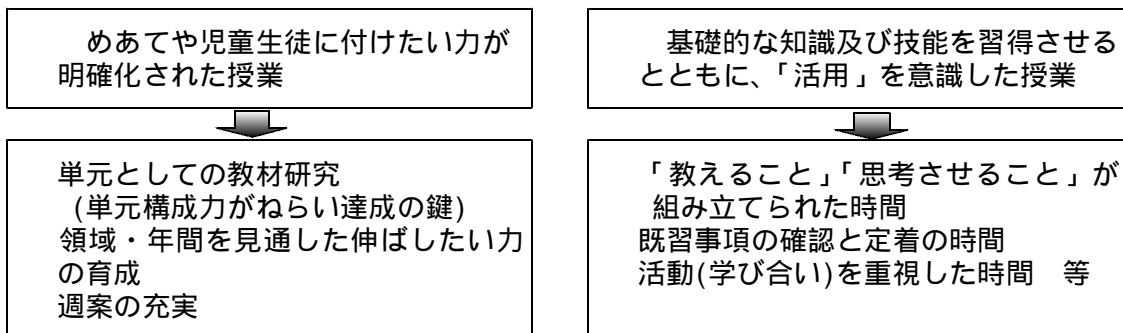 めあてや児童生徒に付けたい力が
明確化された授業
単元としての教材研究
(単元構成力がねらい達成の鍵)
領域・年間を見通した伸ばしたい力
の育成
週案の充実
基礎的な知識及び技能を習得させる
とともに、「活用」を意識した授業
「教えること」「思考させること」が
組み立てられた時間
既習事項の確認と定着の時間
活動(学び合い)を重視した時間　等